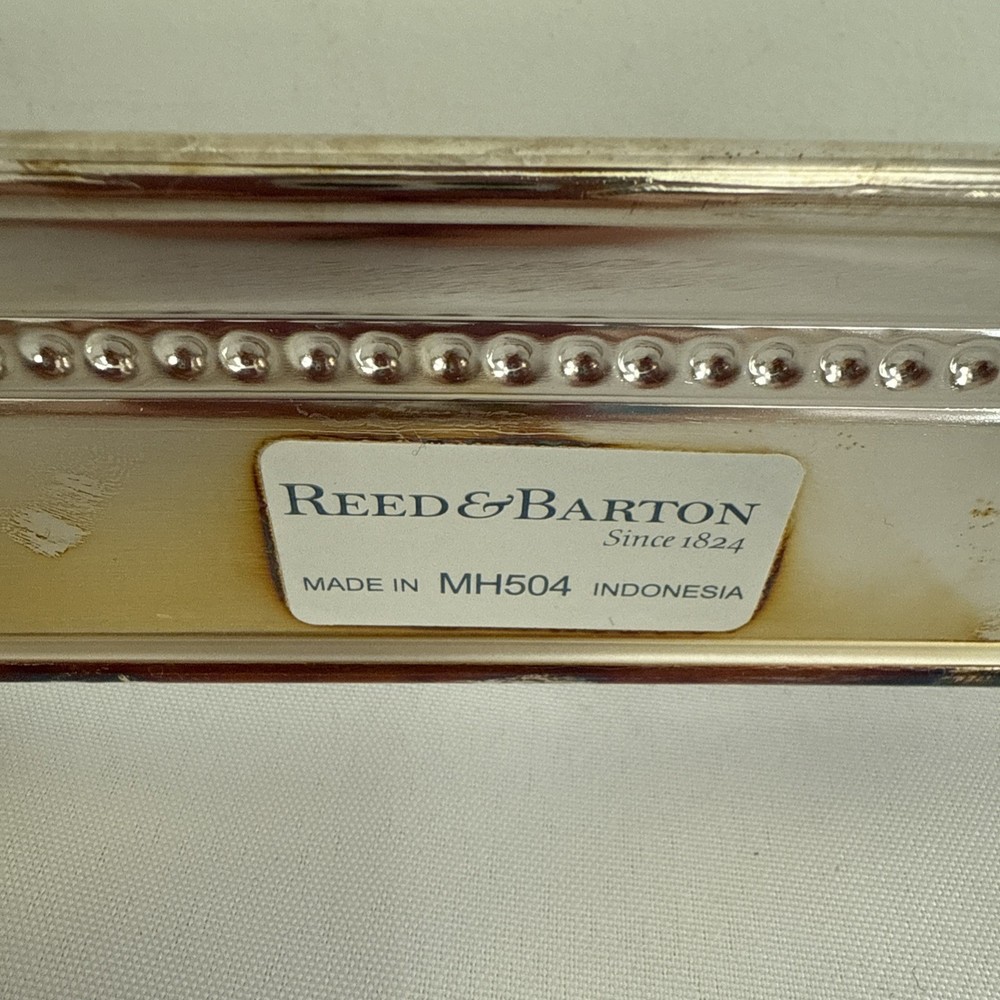 REED & BARTON
Since 1824
MADE IN MH504 INDONESIA